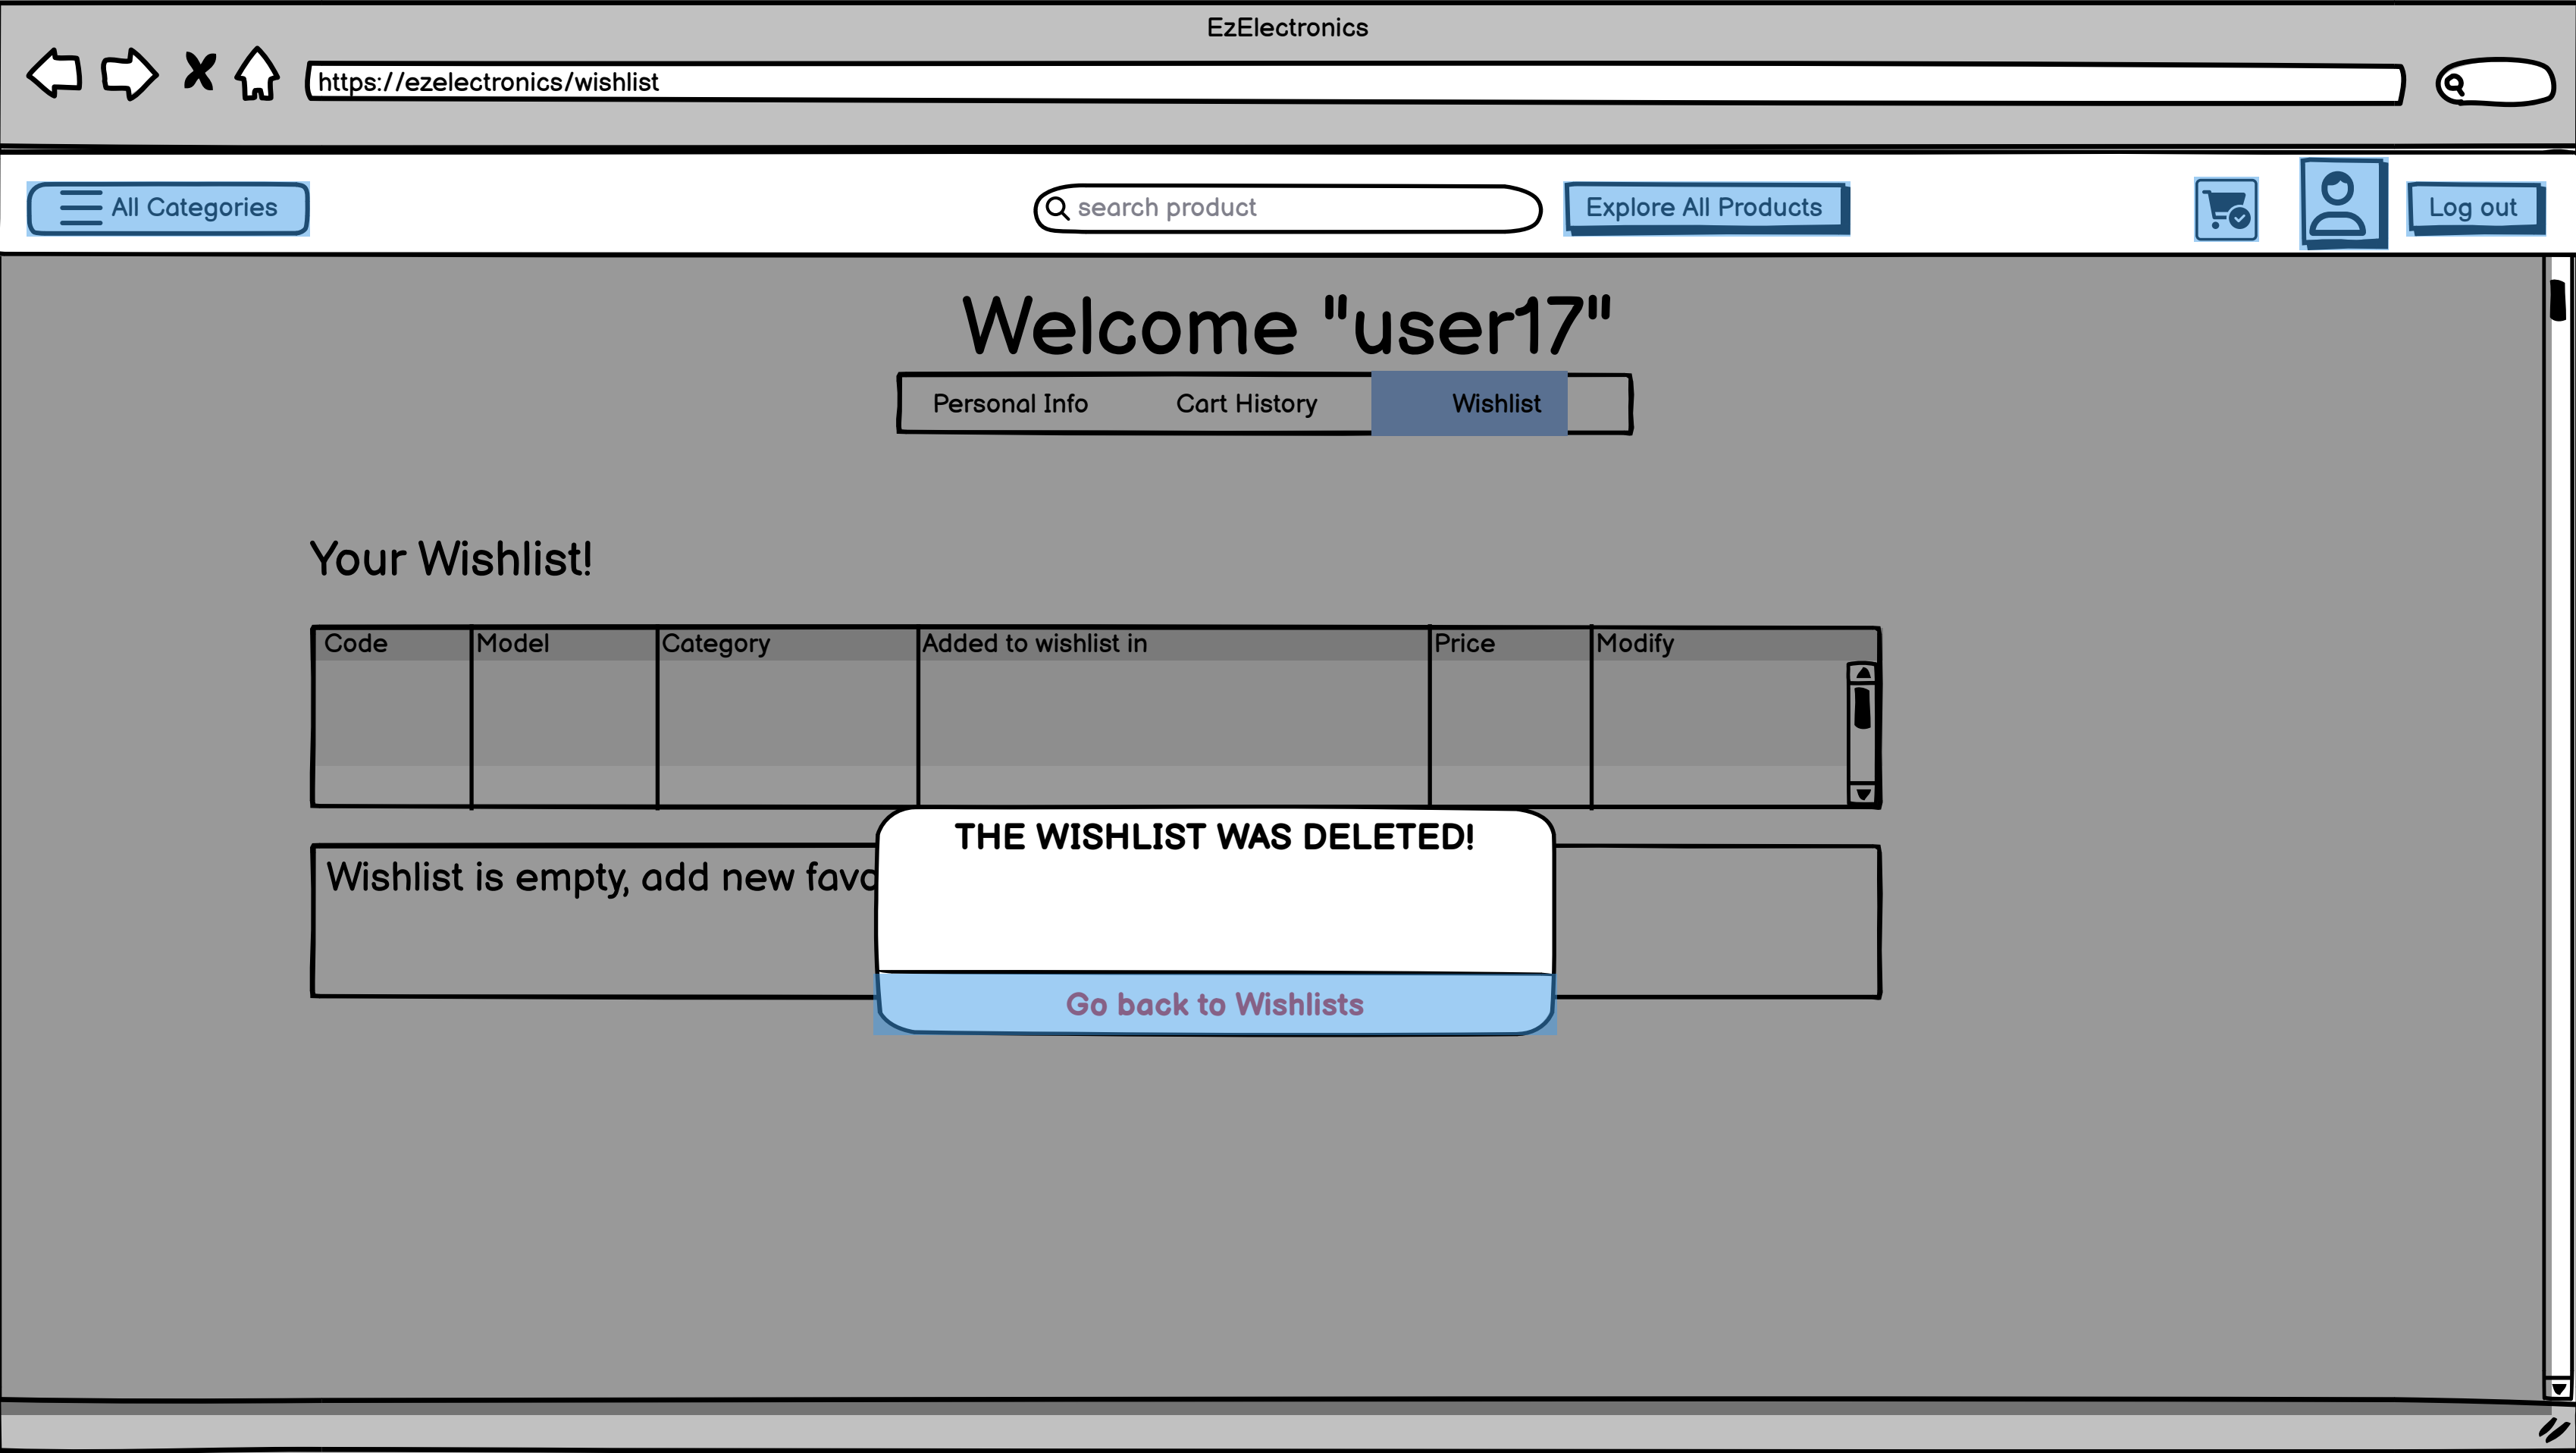 EzElectronics
https://ezelectronics/wishlist
All Categories
search product
Explore All Products
Log out
Welcome "user17"
Personal Info
Cart History
Wishlist
Your Wishlist!
Code
Model
Category
Added to wishlist in
Price
Modify
THE WISHLIST WAS DELETED!
Wishlist is empty, add new
Go back to Wishlists